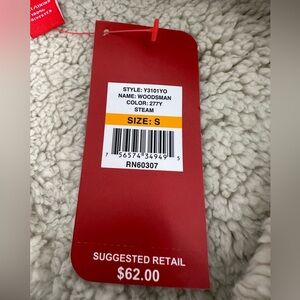 STYLE: Y3101YO
NAME: WOODSMAN
COLOR: 277Y
STEAM
SIZE: S
7 56574 34949 5
RN60307
SUGGESTED RETAIL
$62.00